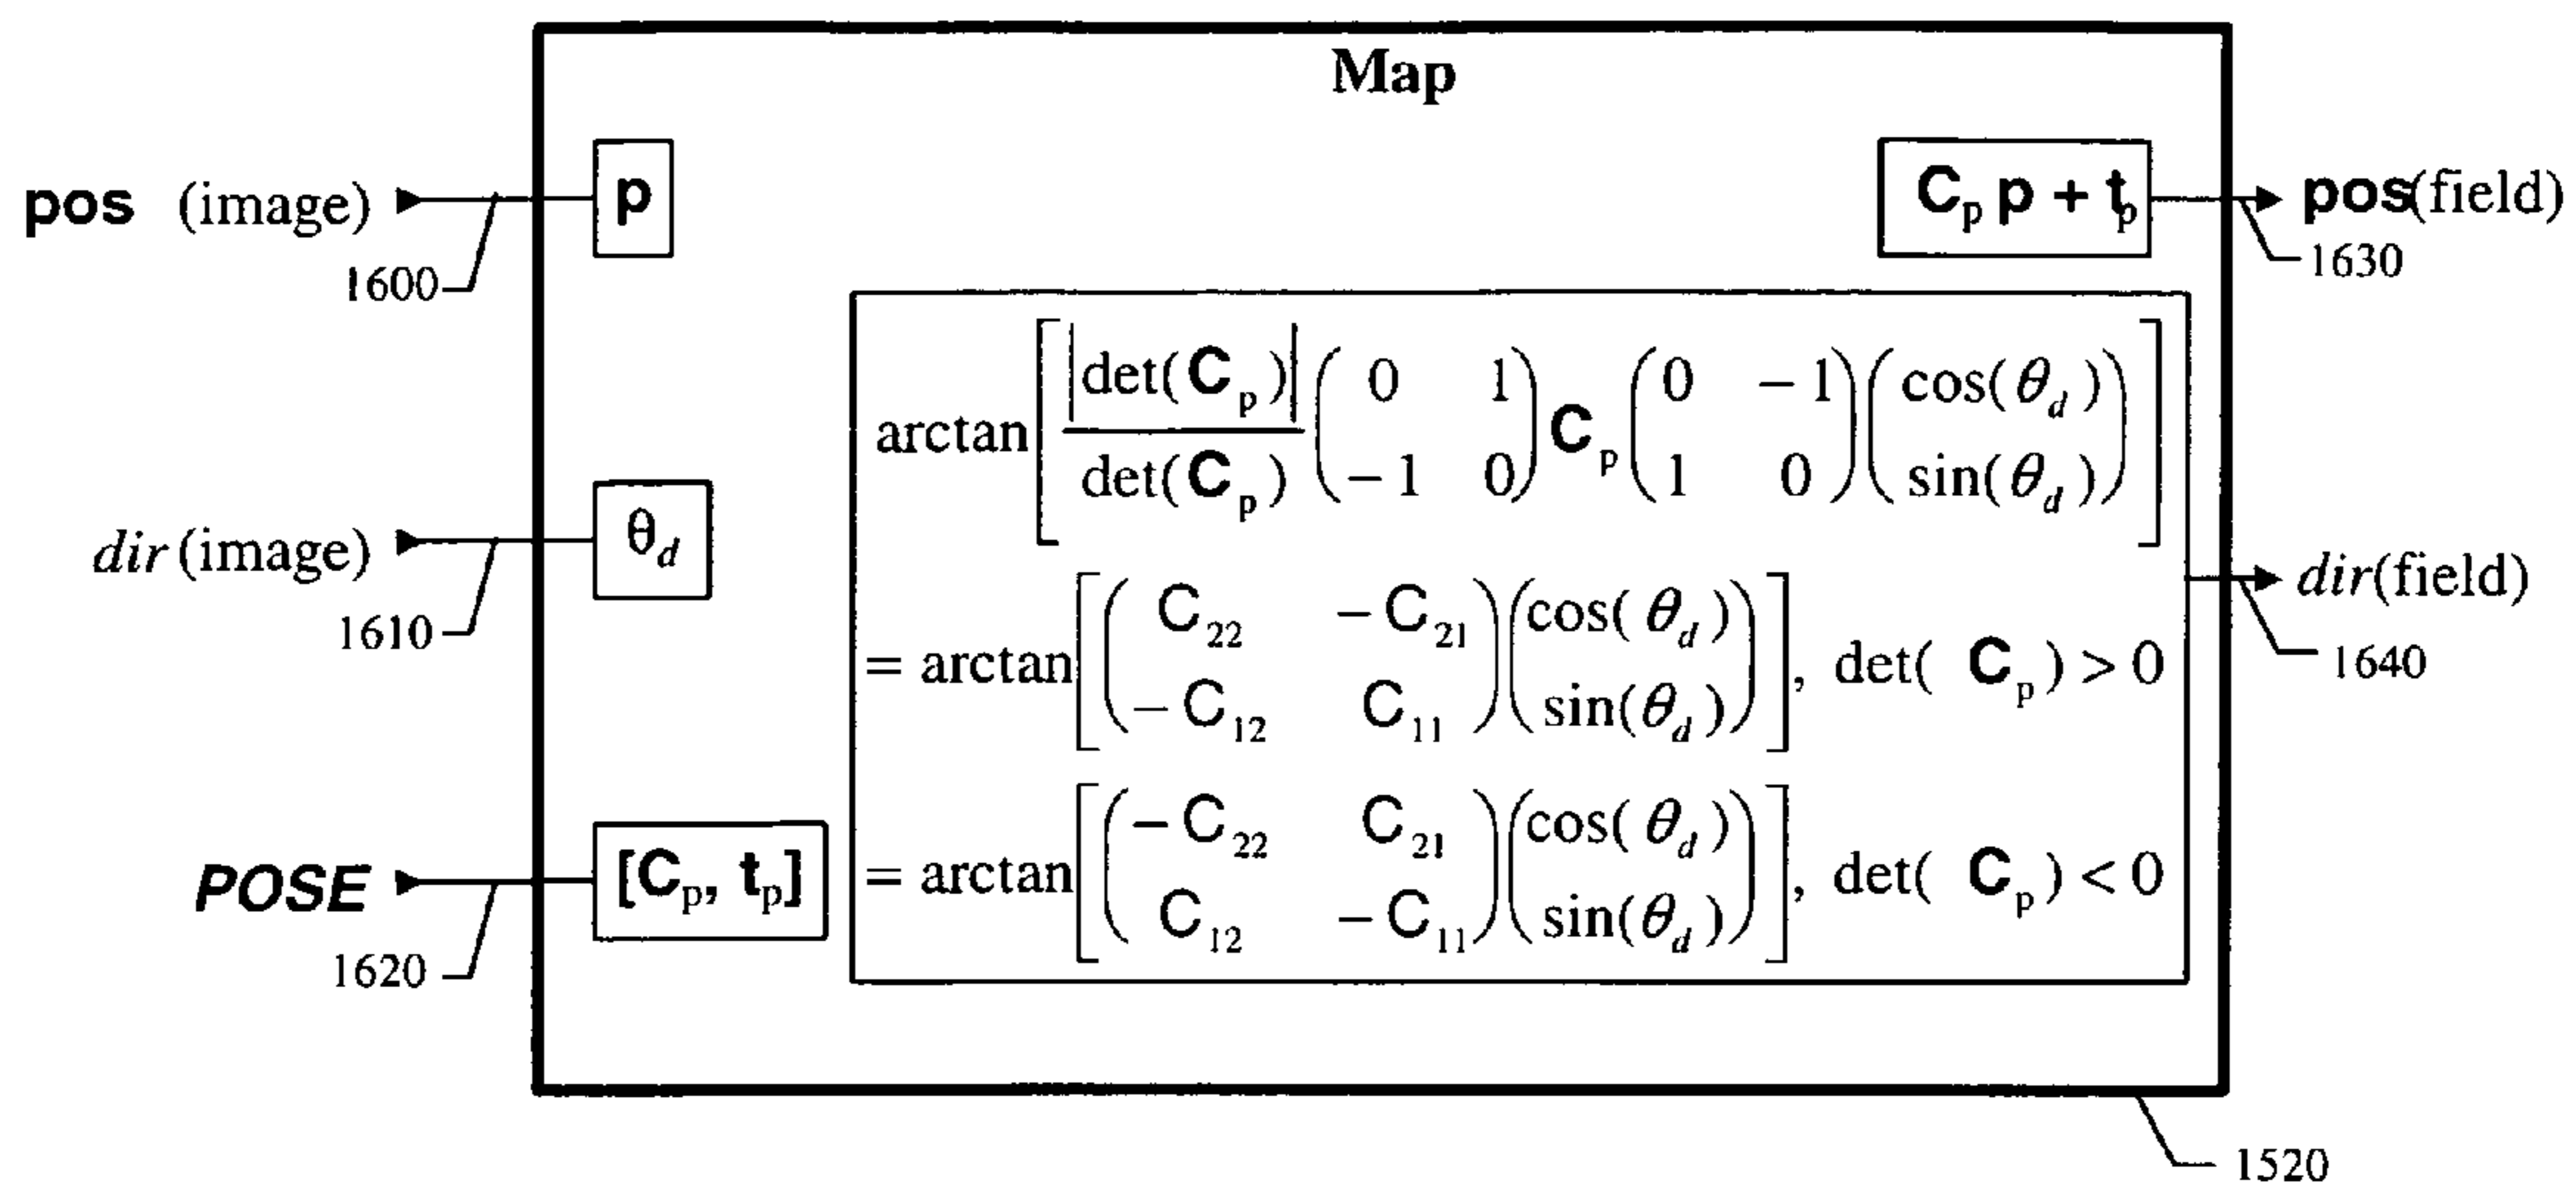 Map
pos (image)
p
C_p p + t_p
pos(field)
1600
1630
arctan[ |det(C_p)| / det(C_p) (0 1; -1 0) C_p (0 -1; 1 0) (cos(θ_d); sin(θ_d)) ]
dir(image)
θ_d
1610
= arctan[ (C_22 -C_21; -C_12 C_11) (cos(θ_d); sin(θ_d)) ], det( C_p ) > 0
dir(field)
1640
POSE
[C_p, t_p]
1620
= arctan[ (-C_22 C_21; C_12 -C_11) (cos(θ_d); sin(θ_d)) ], det( C_p ) < 0
1520